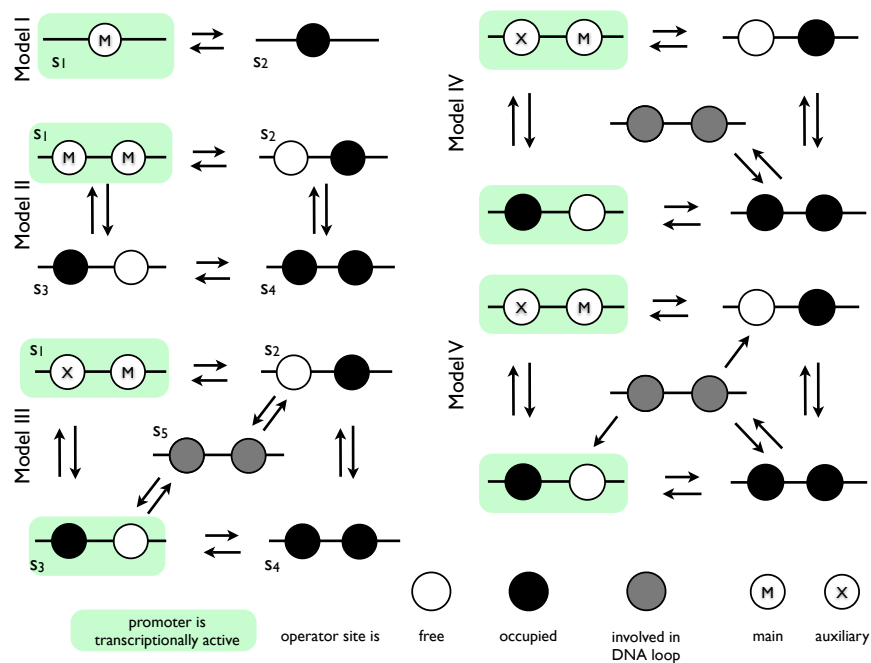 Model I
M
S1
S2
Model II
S1
M M
S2
S3
S4
Model III
S1
X M
S2
S5
S3
S4
Model IV
X M
Model V
X M
M X
promoter is
transcriptionally active
operator site is
free
occupied
involved in
DNA loop
main
auxiliary